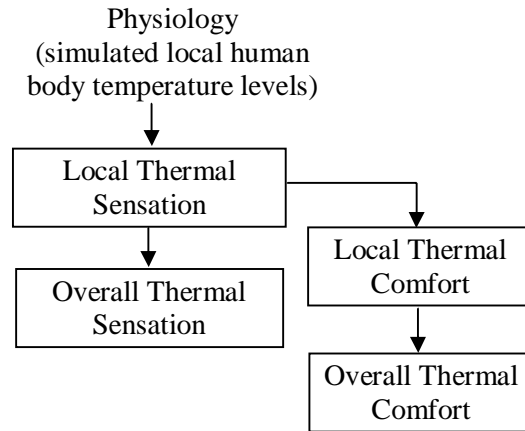 Physiology
(simulated local human
body temperature levels)
Local Thermal
Sensation
Overall Thermal
Sensation
Local Thermal
Comfort
Overall Thermal
Comfort